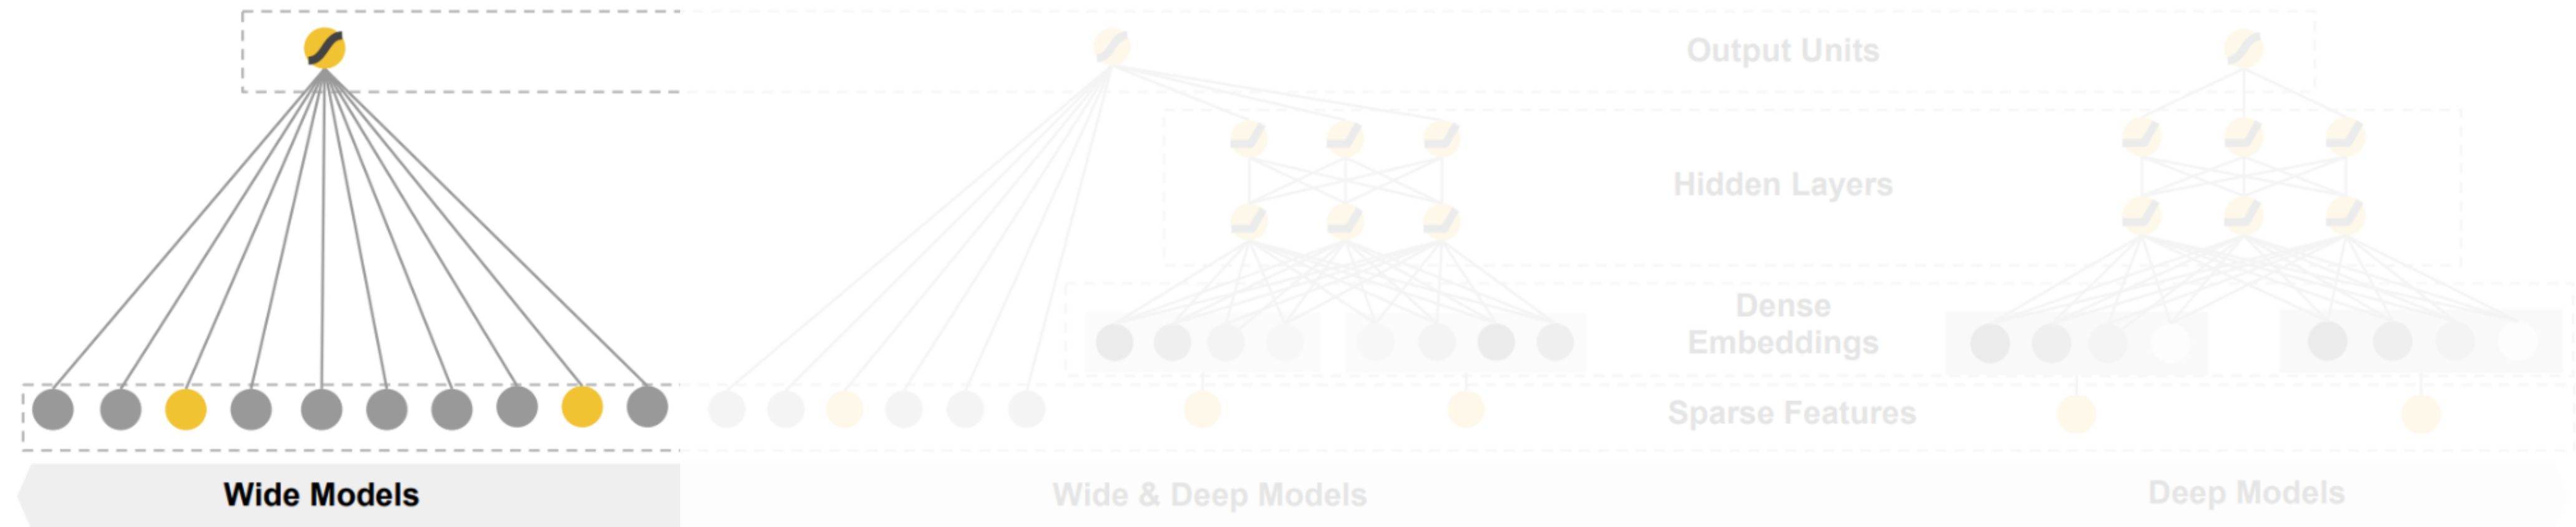 Output Units
Hidden Layers
Dense
Embeddings
Sparse Features
Wide Models
Wide & Deep Models
Deep Models